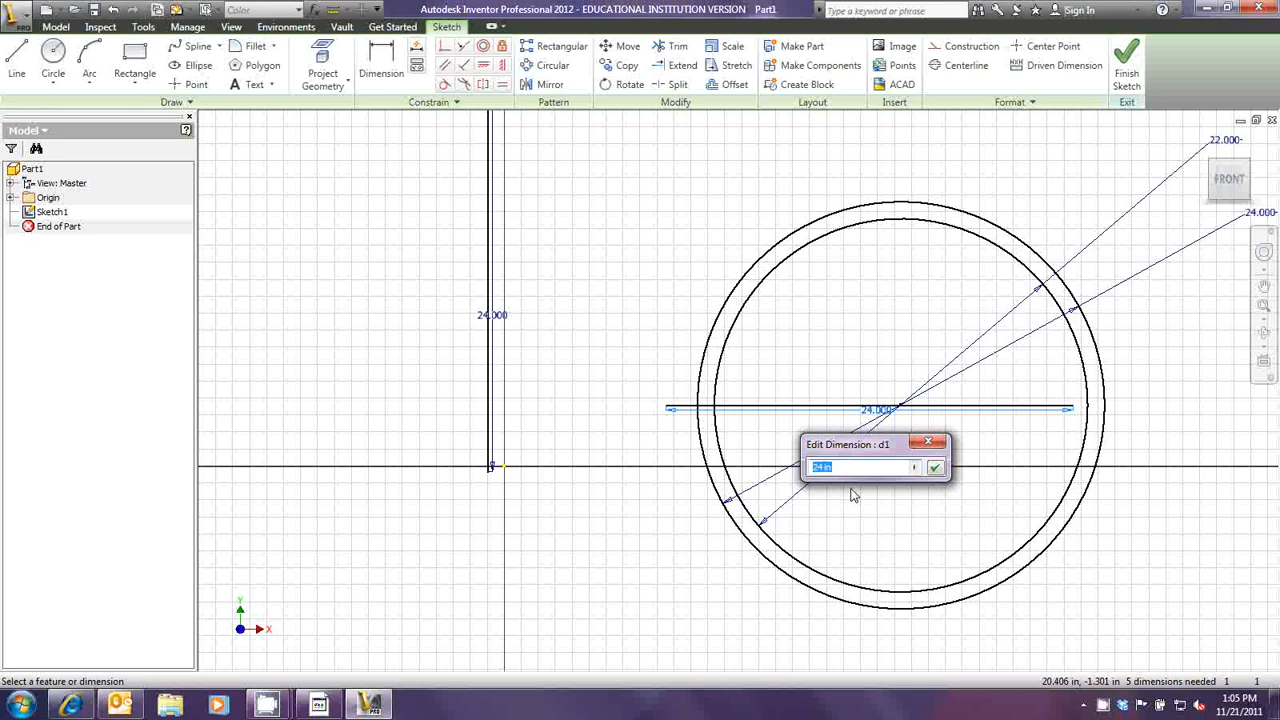 PRO
Color
Autodesk Inventor Professional 2012 - EDUCATIONAL INSTITUTION VERSION Part1
Type a keyword or phrase
Sign In
Model Inspect Tools Manage View Environments Vault Get Started Sketch
Line Circle Arc Rectangle
Spline Fillet
Ellipse Polygon
Point Text
Project Geometry
Dimension
Rectangular
Circular
Mirror
Move Trim Scale
Copy Extend Stretch
Rotate Split Offset
Make Part
Make Components
Create Block
Image
Points
ACAD
Construction Center Point
Centerline Driven Dimension
Finish Sketch
Draw Constrain Pattern Modify Layout Insert Format Exit
Model
Part1
View: Master
Origin
Sketch1
End of Part
22.000
FRONT
24.000
24.000
24.000
Edit Dimension : d1
24 in
Y
X
Select a feature or dimension
20.406 in, -1.301 in 5 dimensions needed 1 1
PRO
1:05 PM
11/21/2011